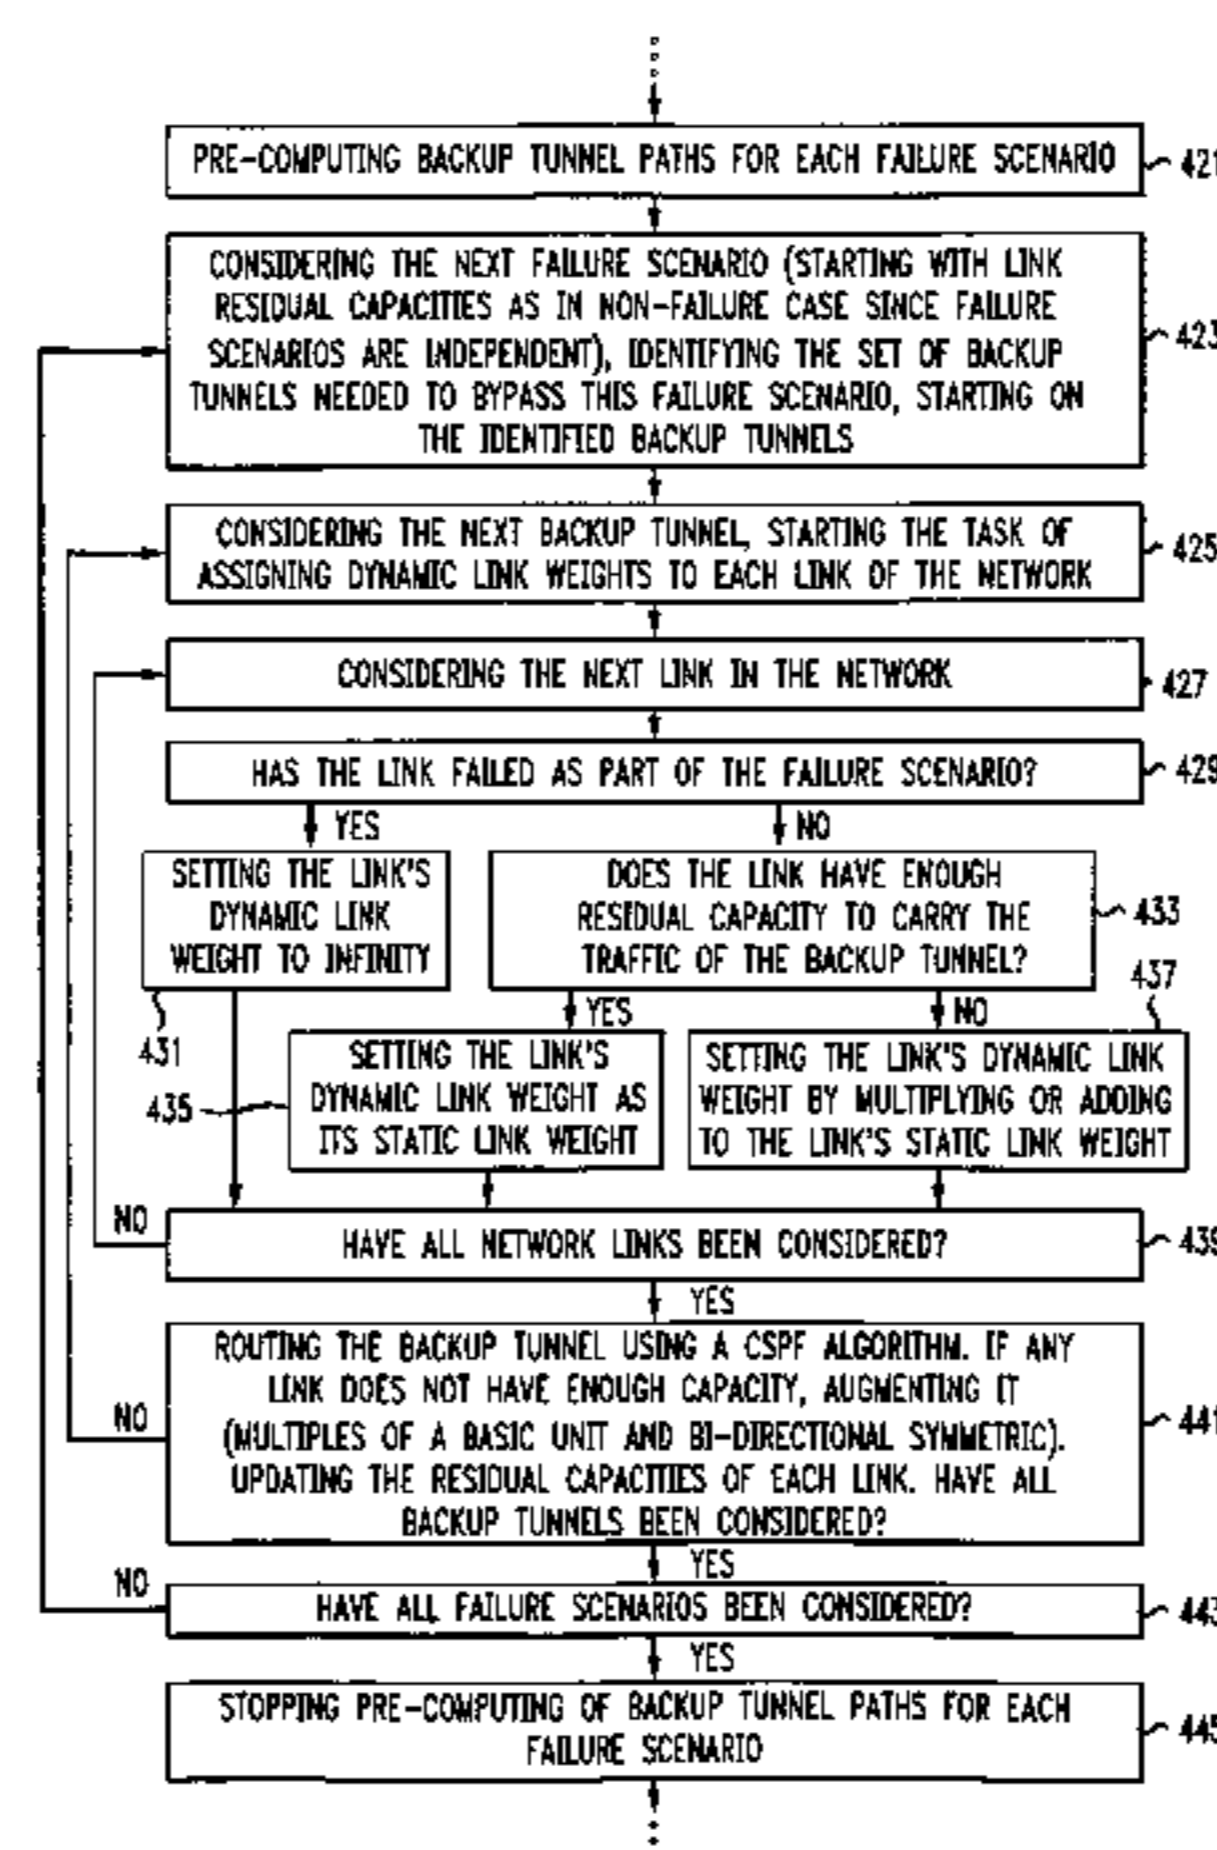 PRE-COMPUTING BACKUP TUNNEL PATHS FOR EACH FAILURE SCENARIO
421
CONSIDERING THE NEXT FAILURE SCENARIO (STARTING WITH LINK
RESIDUAL CAPACITIES AS IN NON-FAILURE CASE SINCE FAILURE
SCENARIOS ARE INDEPENDENT), IDENTIFYING THE SET OF BACKUP
TUNNELS NEEDED TO BYPASS THIS FAILURE SCENARIO, STARTING ON
THE IDENTIFIED BACKUP TUNNELS
423
CONSIDERING THE NEXT BACKUP TUNNEL, STARTING THE TASK OF
ASSIGNING DYNAMIC LINK WEIGHTS TO EACH LINK OF THE NETWORK
425
CONSIDERING THE NEXT LINK IN THE NETWORK
427
HAS THE LINK FAILED AS PART OF THE FAILURE SCENARIO?
429
YES
NO
SETTING THE LINK'S
DYNAMIC LINK
WEIGHT TO INFINITY
431
DOES THE LINK HAVE ENOUGH
RESIDUAL CAPACITY TO CARRY THE
TRAFFIC OF THE BACKUP TUNNEL?
433
YES
NO
437
SETTING THE LINK'S
DYNAMIC LINK WEIGHT AS
ITS STATIC LINK WEIGHT
435
SETTING THE LINK'S DYNAMIC LINK
WEIGHT BY MULTIPLYING OR ADDING
TO THE LINK'S STATIC LINK WEIGHT
NO
HAVE ALL NETWORK LINKS BEEN CONSIDERED?
439
YES
ROUTING THE BACKUP TUNNEL USING A CSPF ALGORITHM. IF ANY
LINK DOES NOT HAVE ENOUGH CAPACITY, AUGMENTING IT
(MULTIPLES OF A BASIC UNIT AND BI-DIRECTIONAL SYMMETRIC).
UPDATING THE RESIDUAL CAPACITIES OF EACH LINK. HAVE ALL
BACKUP TUNNELS BEEN CONSIDERED?
NO
441
YES
NO
HAVE ALL FAILURE SCENARIOS BEEN CONSIDERED?
443
YES
STOPPING PRE-COMPUTING OF BACKUP TUNNEL PATHS FOR EACH
FAILURE SCENARIO
445